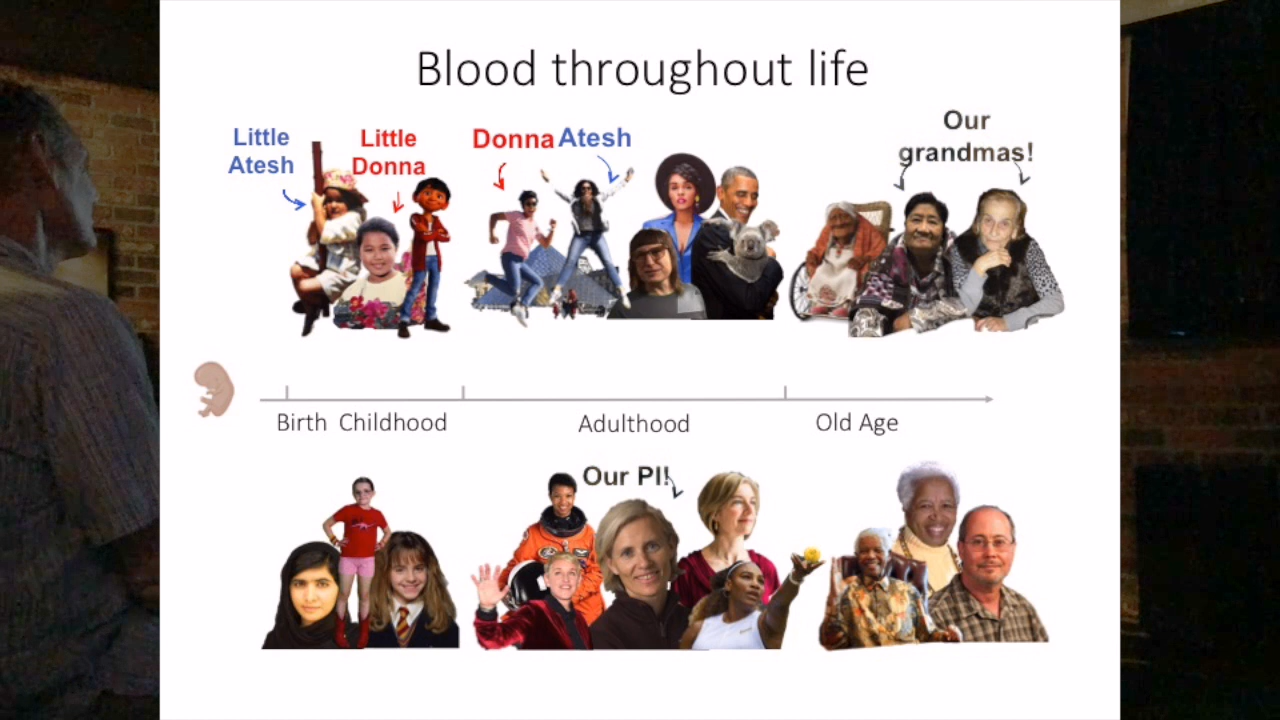 Blood throughout life
Little
Atesh
Little
Donna
Donna
Atesh
Our
grandmas!
Birth
Childhood
Adulthood
Old Age
Our PI!